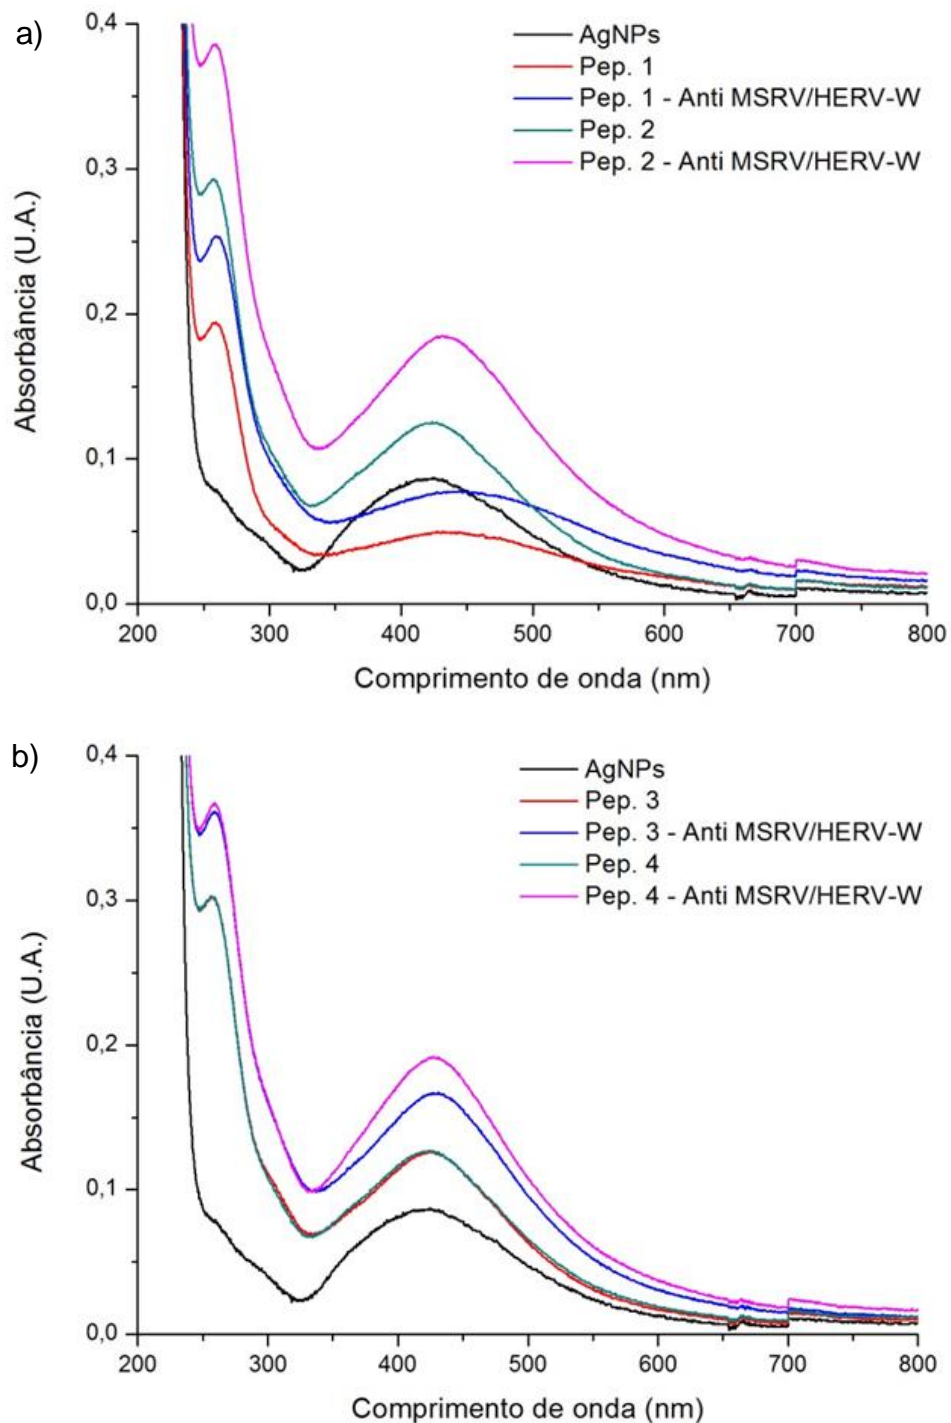 a)
0,4
0,3
0,2
0,1
0,0
Absorbância (U.A.)
AgNPs
Pep. 1
Pep. 1 - Anti MSRV/HERV-W
Pep. 2
Pep. 2 - Anti MSRV/HERV-W
200 300 400 500 600 700 800
Comprimento de onda (nm)
b)
0,4
0,3
0,2
0,1
0,0
Absorbância (U.A.)
AgNPs
Pep. 3
Pep. 3 - Anti MSRV/HERV-W
Pep. 4
Pep. 4 - Anti MSRV/HERV-W
200 300 400 500 600 700 800
Comprimento de onda (nm)